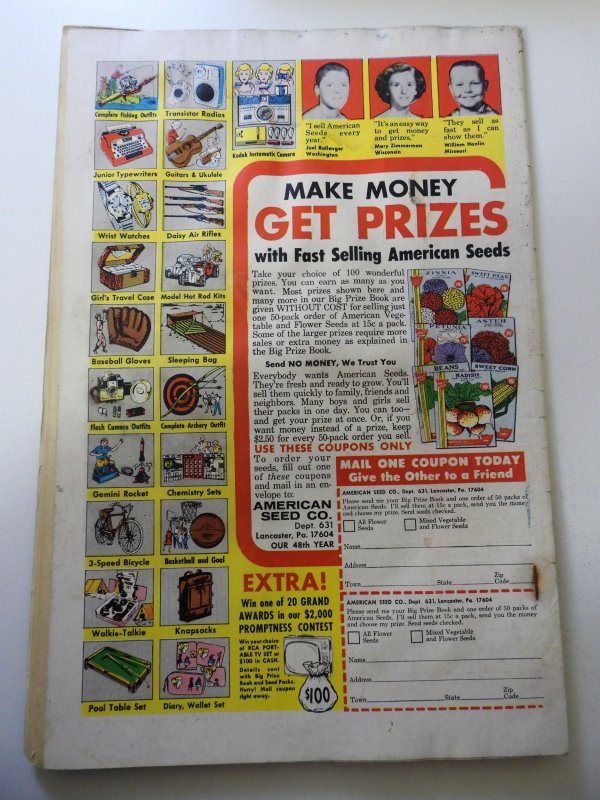 Complete Fishing Outfits
Transistor Radios
Kodak Instamatic Camera
"I sell American
Seeds every
year."
Joel Ballenger
Washington
"It's an easy way
to get money
and prizes."
Mary Zimmerman
Wisconsin
"They sell as
fast as I can
show them."
William Hanlin
Missouri
Junior Typewriters
Guitars & Ukulele
Wrist Watches
Daisy Air Rifles
Girl's Travel Case
Model Hot Rod Kits
Baseball Gloves
Sleeping Bag
Flash Camera Outfits
Complete Archery Outfit
Gemini Rocket
Chemistry Sets
3-Speed Bicycle
Basketball and Goal
Walkie-Talkie
Knapsacks
Pool Table Set
Diary, Wallet Set
MAKE MONEY
GET PRIZES
with Fast Selling American Seeds
Take your choice of 100 wonderful
prizes. You can earn as many as you
want. Most prizes shown here and
many more in our Big Prize Book are
given WITHOUT COST for selling just
one 50-pack order of American Vege-
table and Flower Seeds at 15c a pack.
Some of the larger prizes require more
sales or extra money as explained in
the Big Prize Book.
Send NO MONEY, We Trust You
Everybody wants American Seeds.
They're fresh and ready to grow. You'll
sell them quickly to family, friends and
neighbors. Many boys and girls sell
their packs in one day. You can too—
and get your prize at once. Or, if you
want money instead of a prize, keep
$2.50 for every 50-pack order you sell.
USE THESE COUPONS ONLY
To order your
seeds, fill out one
of these coupons
and mail in an en-
velope to:
AMERICAN
SEED CO.
Dept. 631
Lancaster, Pa. 17604
OUR 48th YEAR
ZINNIA
SWEET PEAS
PETUNIA
ASTER
BEANS
SWEET CORN
RADISH
MAIL ONE COUPON TODAY
Give the Other to a Friend
AMERICAN SEED CO., Dept. 631, Lancaster, Pa. 17604
Please send me your Big Prize Book and one order of 50 packs of
American Seeds. I'll sell them at 15c a pack, send you the money
and choose my prize. Send seeds checked.
All Flower
Seeds
Mixed Vegetable
and Flower Seeds
Name
Address
Town State Zip Code
AMERICAN SEED CO., Dept. 631, Lancaster, Pa. 17604
Please send me your Big Prize Book and one order of 50 packs of
American Seeds. I'll sell them at 15c a pack, send you the money
and choose my prize. Send seeds checked.
All Flower
Seeds
Mixed Vegetable
and Flower Seeds
Name
Address
Town State Zip Code
EXTRA!
Win one of 20 GRAND
AWARDS in our $2,000
PROMPTNESS CONTEST
Win your choice
of RCA PORT-
ABLE TV SET or
$100 in CASH.
Details sent
with Big Prize
Book and Seed Packs.
Hurry! Mail coupon
right away.
$100